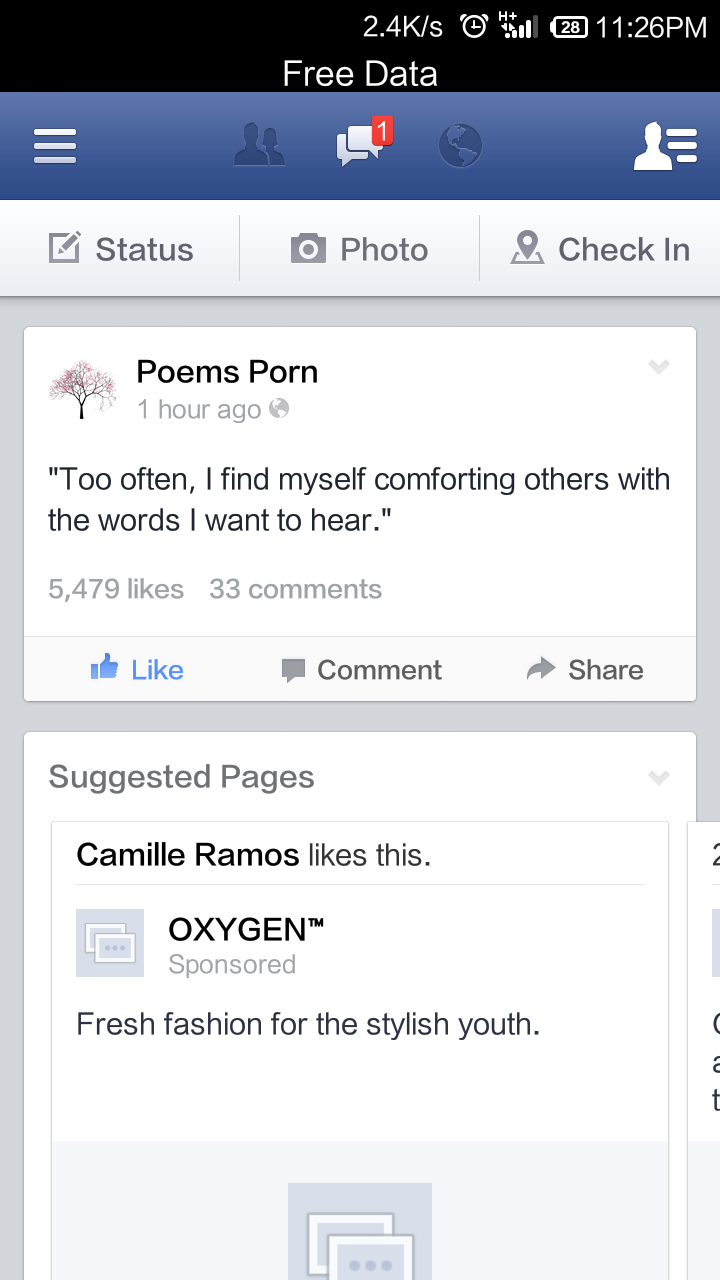 2.4K/s H+ 28 11:26PM
Free Data
1
Status Photo Check In
Poems Porn
1 hour ago
"Too often, I find myself comforting others with
the words I want to hear."
5,479 likes 33 comments
Like Comment Share
Suggested Pages
Camille Ramos likes this.
OXYGEN™
Sponsored
Fresh fashion for the stylish youth.